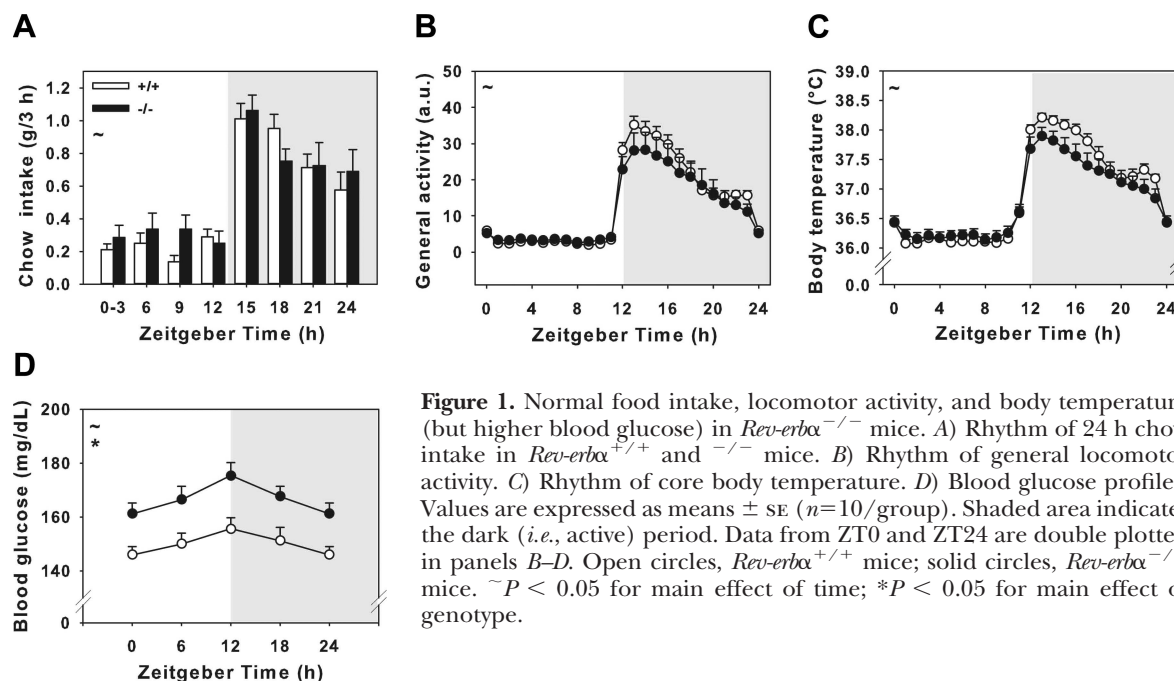 A
B
C
+/+
-/-
~
Chow intake (g/3 h)
1.2
1.0
0.8
0.6
0.4
0.2
0.0
0-3 6 9 12 15 18 21 24
Zeitgeber Time (h)
~
General activity (a.u.)
50
40
30
20
10
0
0 4 8 12 16 20 24
Zeitgeber Time (h)
~
Body temperature (°C)
39.0
38.5
38.0
37.5
37.0
36.5
36.0
0.0
0 4 8 12 16 20 24
Zeitgeber Time (h)
D
~
*
Blood glucose (mg/dL)
200
180
160
140
0
0 6 12 18 24
Zeitgeber Time (h)
Figure 1. Normal food intake, locomotor activity, and body temperatur
(but higher blood glucose) in Rev-erbα−/− mice. A) Rhythm of 24 h cho
intake in Rev-erbα+/+ and −/− mice. B) Rhythm of general locomoto
activity. C) Rhythm of core body temperature. D) Blood glucose profile
Values are expressed as means ± SE (n=10/group). Shaded area indicate
the dark (i.e., active) period. Data from ZT0 and ZT24 are double plotte
in panels B–D. Open circles, Rev-erbα+/+ mice; solid circles, Rev-erbα−/
mice. ~P < 0.05 for main effect of time; *P < 0.05 for main effect o
genotype.